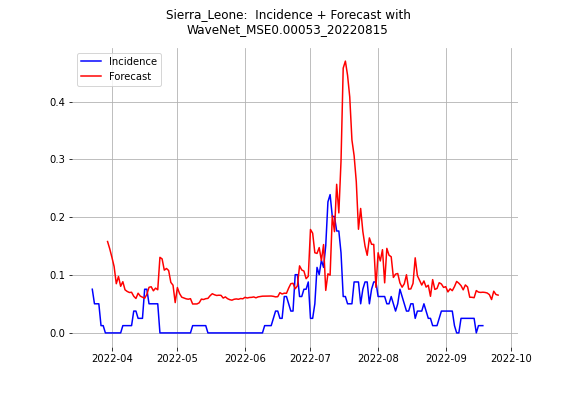 Sierra_Leone:  Incidence + Forecast with
WaveNet_MSE0.00053_20220815
Incidence
Forecast
0.4
0.3
0.2
0.1
0.0
2022-04 2022-05 2022-06 2022-07 2022-08 2022-09 2022-10